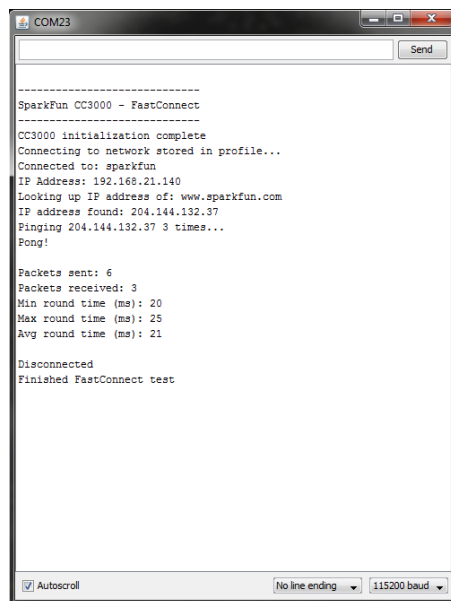 COM23
Send
-----------------------------
SparkFun CC3000 - FastConnect
-----------------------------
CC3000 initialization complete
Connecting to network stored in profile...
Connected to: sparkfun
IP Address: 192.168.21.140
Looking up IP address of: www.sparkfun.com
IP address found: 204.144.132.37
Pinging 204.144.132.37 3 times...
Pong!
Packets sent: 6
Packets received: 3
Min round time (ms): 20
Max round time (ms): 25
Avg round time (ms): 21
Disconnected
Finished FastConnect test
Autoscroll No line ending 115200 baud